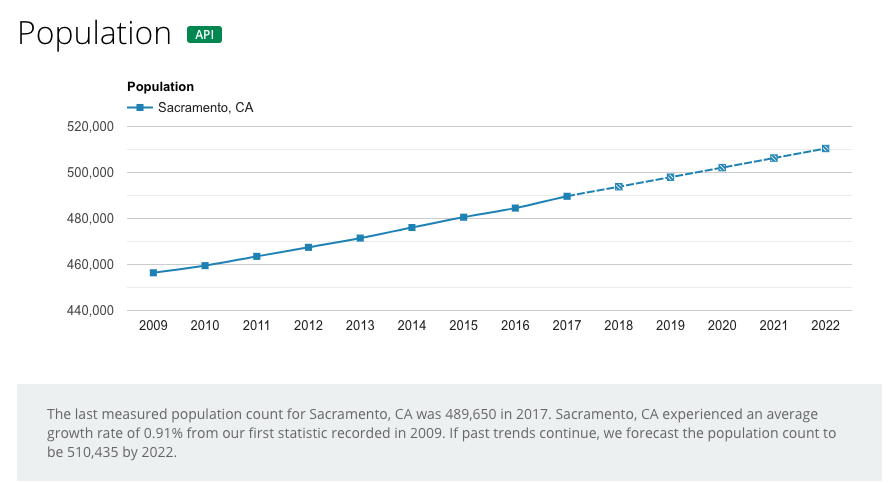 Population API
Population
Sacramento, CA
520,000
500,000
480,000
460,000
440,000
2009 2010 2011 2012 2013 2014 2015 2016 2017 2018 2019 2020 2021 2022
The last measured population count for Sacramento, CA was 489,650 in 2017. Sacramento, CA experienced an average
growth rate of 0.91% from our first statistic recorded in 2009. If past trends continue, we forecast the population count to
be 510,435 by 2022.